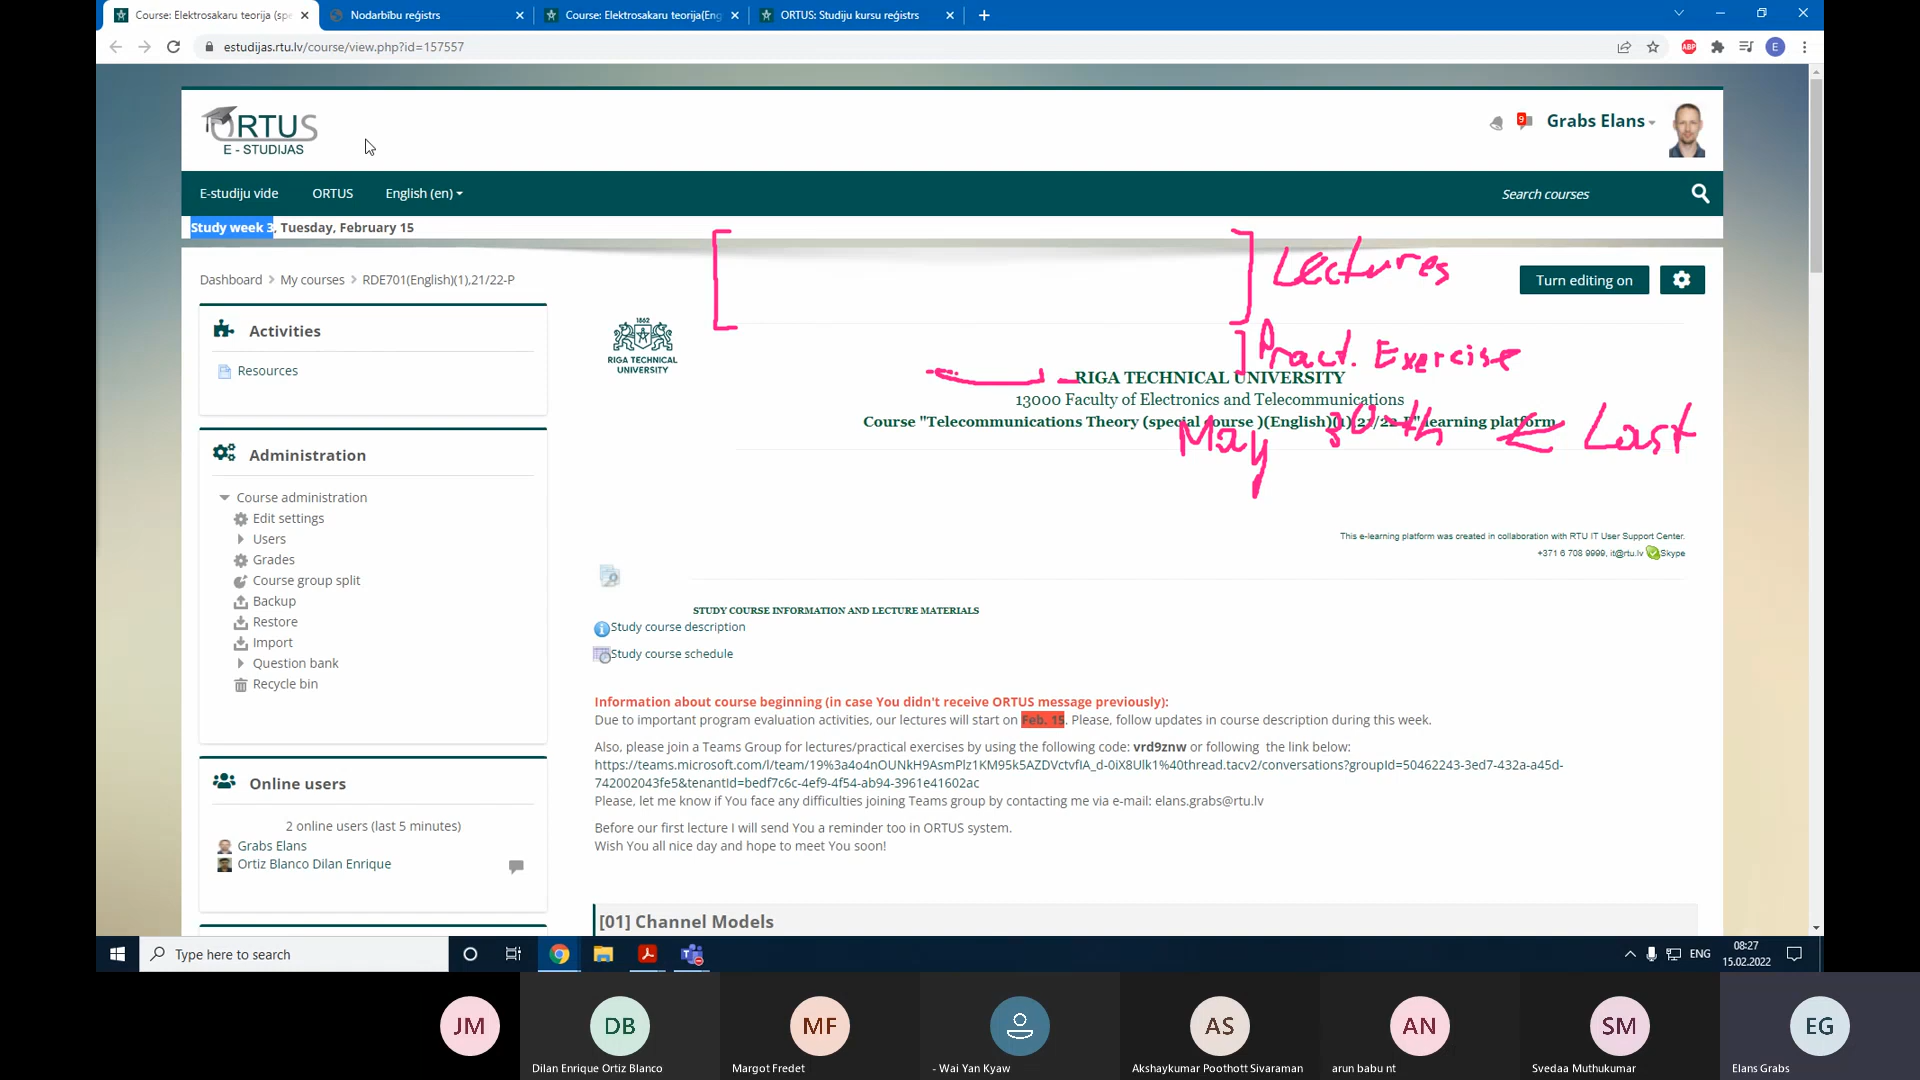 Course: Elektrosakaru teorija (spe
Nodarbību reģistrs
Course: Elektrosakaru teorija(Eng
ORTUS: Studiju kursu reģistrs
estudijas.rtu.lv/course/view.php?id=157557
ABP
E
ORTUS
E - STUDIJAS
9
Grabs Elans
E-studiju vide
ORTUS
English (en)
Search courses
Study week 3, Tuesday, February 15
Dashboard
My courses
RDE701(English)(1),21/22-P
Lectures
Turn editing on
Activities
Resources
1862
RIGA TECHNICAL
UNIVERSITY
Pract. Exercise
RIGA TECHNICAL UNIVERSITY
13000 Faculty of Electronics and Telecommunications
Course "Telecommunications Theory (special course )(English)(1),21/22-P" learning platform
May 30-th ← Last
Administration
Course administration
Edit settings
Users
Grades
Course group split
Backup
Restore
Import
Question bank
Recycle bin
This e-learning platform was created in collaboration with RTU IT User Support Center.
+371 6 708 9999, it@rtu.lv Skype
STUDY COURSE INFORMATION AND LECTURE MATERIALS
Study course description
Study course schedule
Information about course beginning (in case You didn't receive ORTUS message previously):
Due to important program evaluation activities, our lectures will start on Feb. 15. Please, follow updates in course description during this week.
Also, please join a Teams Group for lectures/practical exercises by using the following code: vrd9znw or following the link below:
https://teams.microsoft.com/l/team/19%3a4o4nOUNkH9AsmPlz1KM95k5AZDVctvfIA_d-0iX8Ulk1%40thread.tacv2/conversations?groupId=50462243-3ed7-432a-a45d-
742002043fe5&tenantId=bedf7c6c-4ef9-4f54-ab94-3961e41602ac
Please, let me know if You face any difficulties joining Teams group by contacting me via e-mail: elans.grabs@rtu.lv
Before our first lecture I will send You a reminder too in ORTUS system.
Wish You all nice day and hope to meet You soon!
Online users
2 online users (last 5 minutes)
Grabs Elans
Ortiz Blanco Dilan Enrique
[01] Channel Models
Type here to search
ENG
08:27
15.02.2022
JM
DB
MF
AS
AN
SM
EG
Dilan Enrique Ortiz Blanco
Margot Fredet
- Wai Yan Kyaw
Akshaykumar Poothott Sivaraman
arun babu nt
Svedaa Muthukumar
Elans Grabs